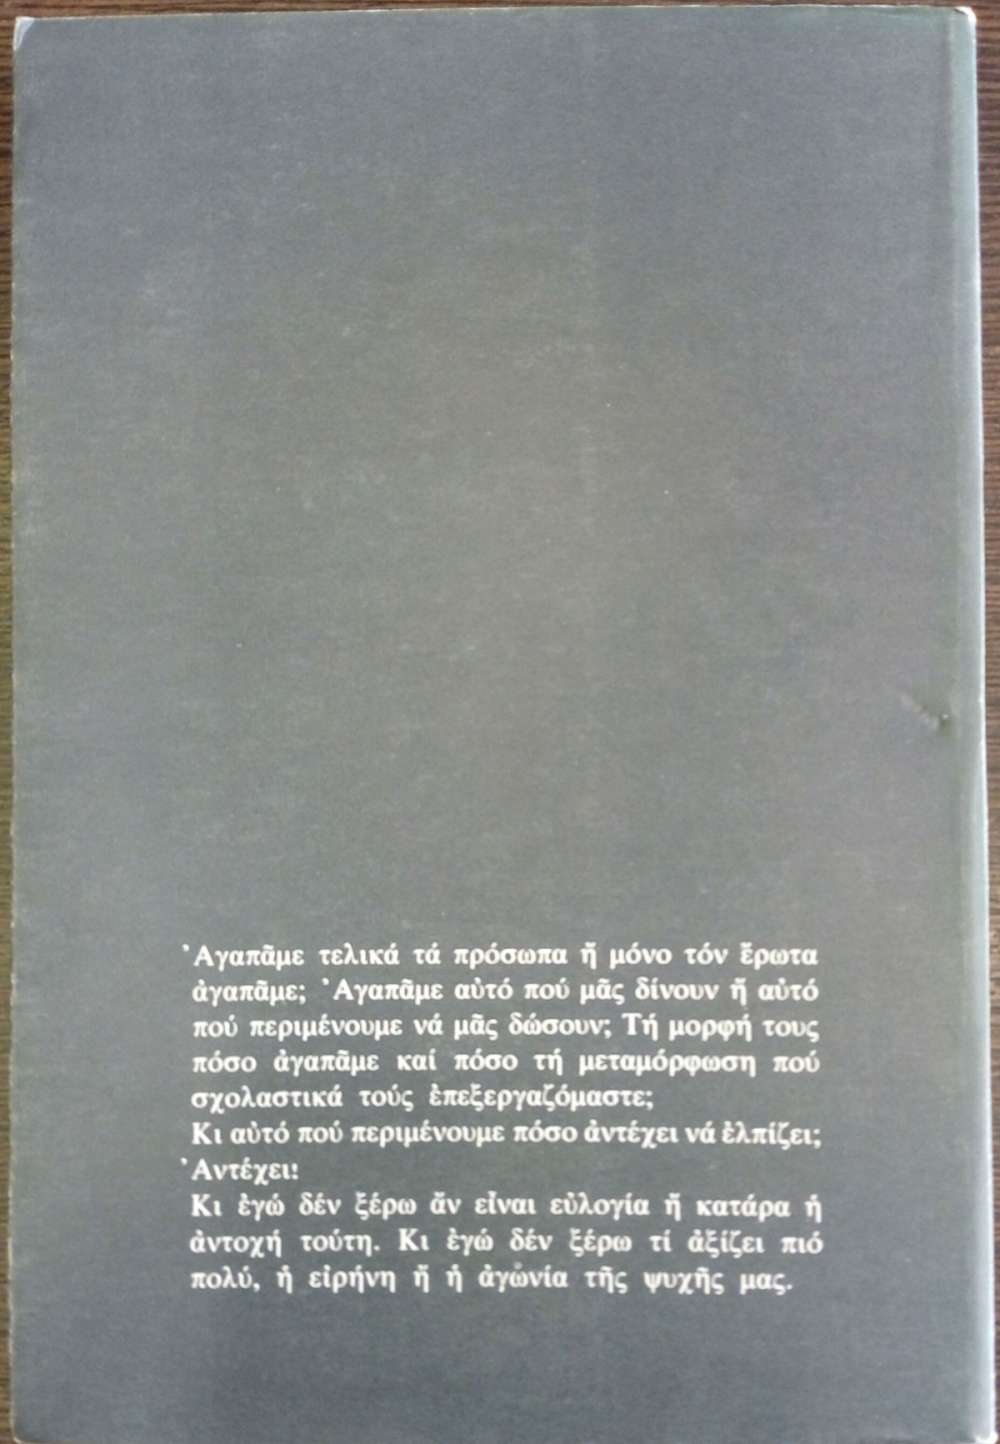 Ἀγαπᾶμε τελικά τά πρόσωπα ἤ μόνο τόν ἔρωτα
ἀγαπᾶμε; Ἀγαπᾶμε αὐτό πού μᾶς δίνουν ἤ αὐτό
πού περιμένουμε νά μᾶς δώσουν; Τή μορφή τους
πόσο ἀγαπᾶμε καί πόσο τή μεταμόρφωση πού
σχολαστικά τούς ἐπεξεργαζόμαστε;
Κι αὐτό πού περιμένουμε πόσο ἀντέχει νά ἐλπίζει;
Ἀντέχει!
Κι ἐγώ δέν ξέρω ἄν εἶναι εὐλογία ἤ κατάρα ἡ
ἀντοχή τούτη. Κι ἐγώ δέν ξέρω τί ἀξίζει πιό
πολύ, ἡ εἰρήνη ἤ ἡ ἀγωνία τῆς ψυχῆς μας.